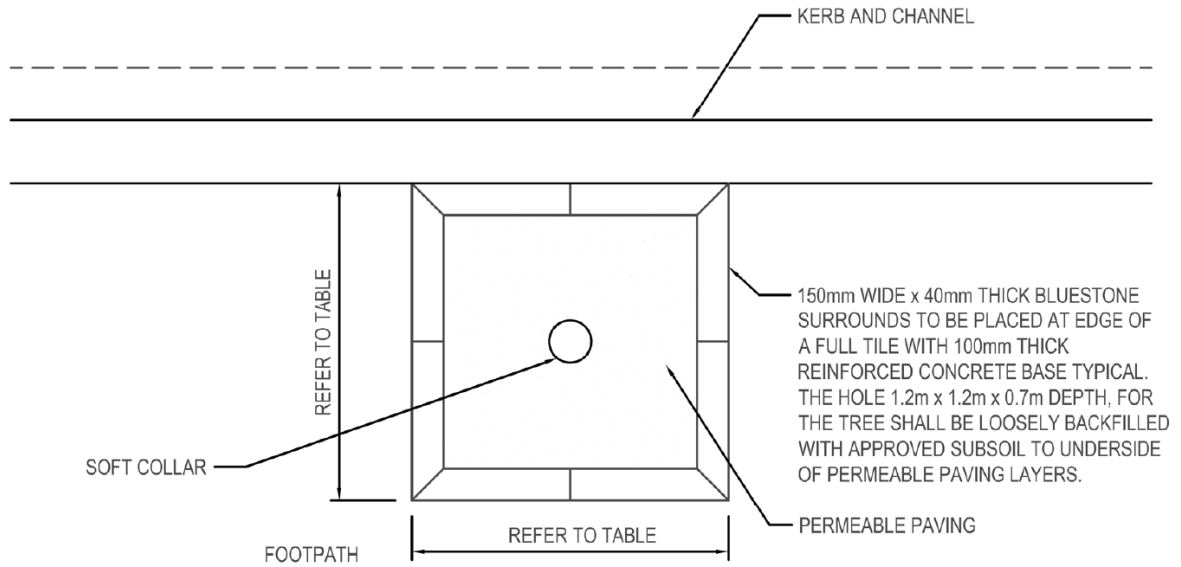 KERB AND CHANNEL
REFER TO TABLE
150mm WIDE x 40mm THICK BLUESTONE
SURROUNDS TO BE PLACED AT EDGE OF
A FULL TILE WITH 100mm THICK
REINFORCED CONCRETE BASE TYPICAL.
THE HOLE 1.2m x 1.2m x 0.7m DEPTH, FOR
THE TREE SHALL BE LOOSELY BACKFILLED
WITH APPROVED SUBSOIL TO UNDERSIDE
OF PERMEABLE PAVING LAYERS.
SOFT COLLAR
PERMEABLE PAVING
REFER TO TABLE
FOOTPATH